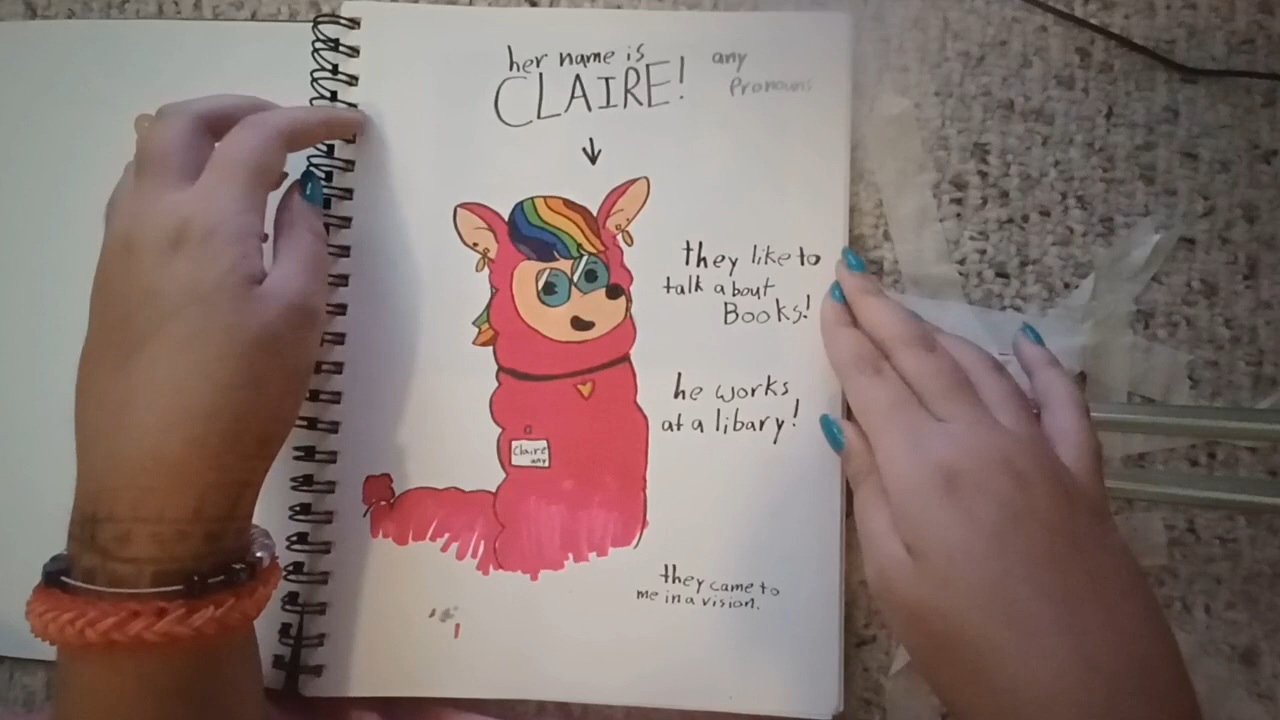 her name is
CLAIRE!
any
pronouns
they like to
talk about
Books!
he works
at a libary!
Claire
any
they came to
me in a vision.